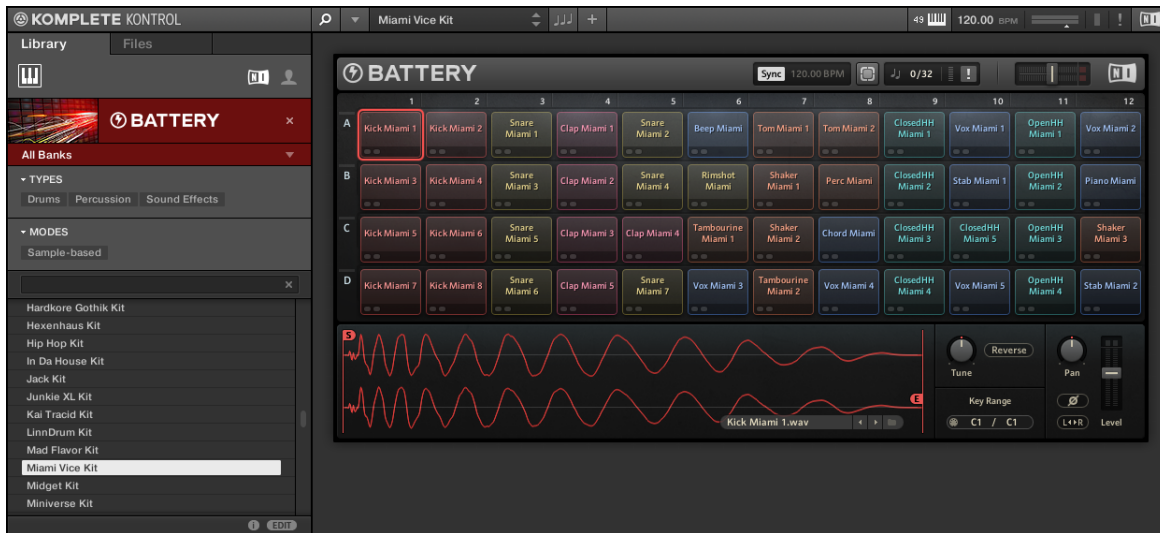 KOMPLETE KONTROL
Miami Vice Kit
49
120.00 BPM
NI
Library
Files
NI
BATTERY
All Banks
TYPES
Drums
Percussion
Sound Effects
MODES
Sample-based
Hardkore Gothik Kit
Hexenhaus Kit
Hip Hop Kit
In Da House Kit
Jack Kit
Junkie XL Kit
Kai Tracid Kit
LinnDrum Kit
Mad Flavor Kit
Miami Vice Kit
Midget Kit
Miniverse Kit
EDIT
BATTERY
Sync 120.00 BPM
0/32
NI
1 2 3 4 5 6 7 8 9 10 11 12
A
Kick Miami 1
Kick Miami 2
Snare
Miami 1
Clap Miami 1
Snare
Miami 2
Beep Miami
Tom Miami 1
Tom Miami 2
ClosedHH
Miami 1
Vox Miami 1
OpenHH
Miami 1
Vox Miami 2
B
Kick Miami 3
Kick Miami 4
Snare
Miami 3
Clap Miami 2
Snare
Miami 4
Rimshot
Miami
Shaker
Miami 1
Perc Miami
ClosedHH
Miami 2
Stab Miami 1
OpenHH
Miami 2
Piano Miami
C
Kick Miami 5
Kick Miami 6
Snare
Miami 5
Clap Miami 3
Clap Miami 4
Tambourine
Miami 1
Shaker
Miami 2
Chord Miami
ClosedHH
Miami 3
ClosedHH
Miami 5
OpenHH
Miami 3
Shaker
Miami 3
D
Kick Miami 7
Kick Miami 8
Snare
Miami 6
Clap Miami 5
Snare
Miami 7
Vox Miami 3
Tambourine
Miami 2
Vox Miami 4
ClosedHH
Miami 4
Vox Miami 5
OpenHH
Miami 4
Stab Miami 2
S
E
Kick Miami 1.wav
Tune
Reverse
Key Range
C1 / C1
Pan
L R
Level